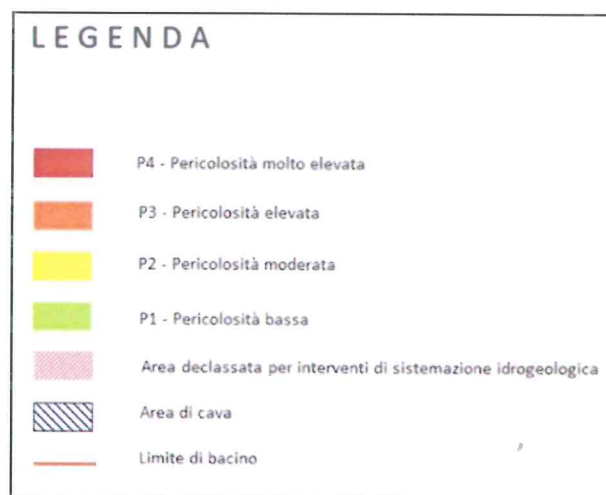 LEGENDA
P4 - Pericolosità molto elevata
P3 - Pericolosità elevata
P2 - Pericolosità moderata
P1 - Pericolosità bassa
Area declassata per interventi di sistemazione idrogeologica
Area di cava
Limite di bacino